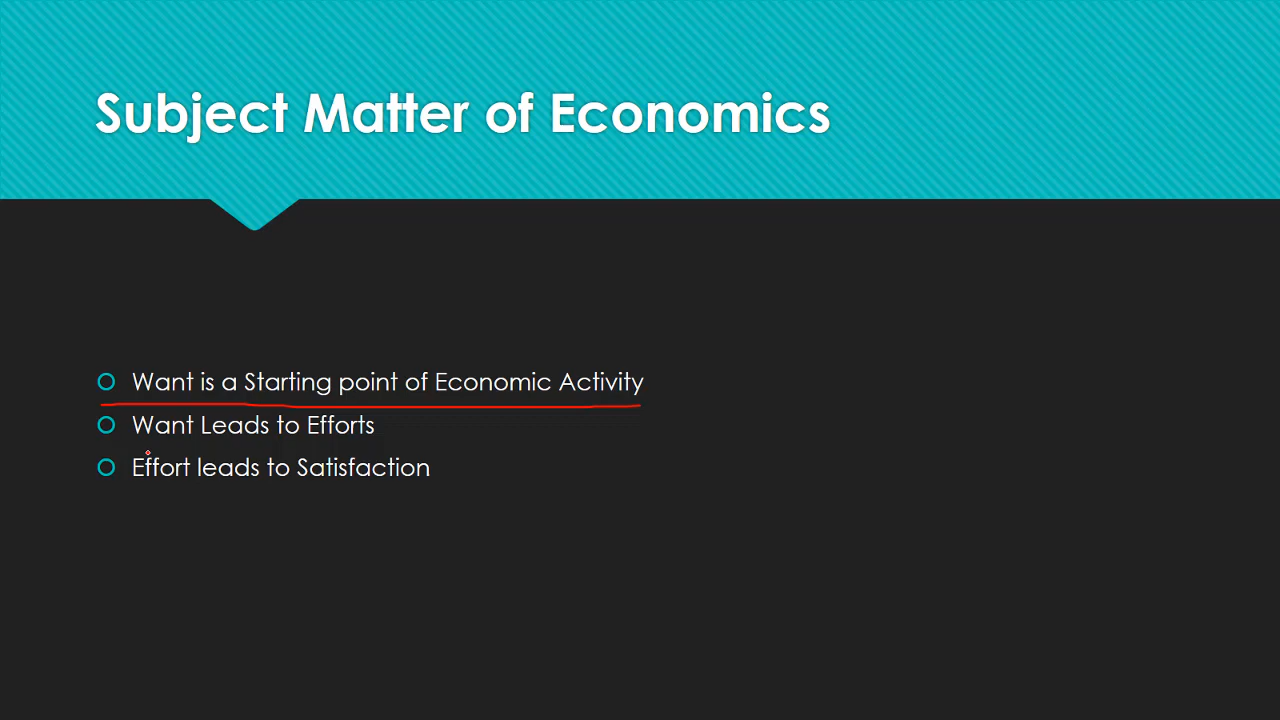 Subject Matter of Economics
Want is a Starting point of Economic Activity
Want Leads to Efforts
Effort leads to Satisfaction